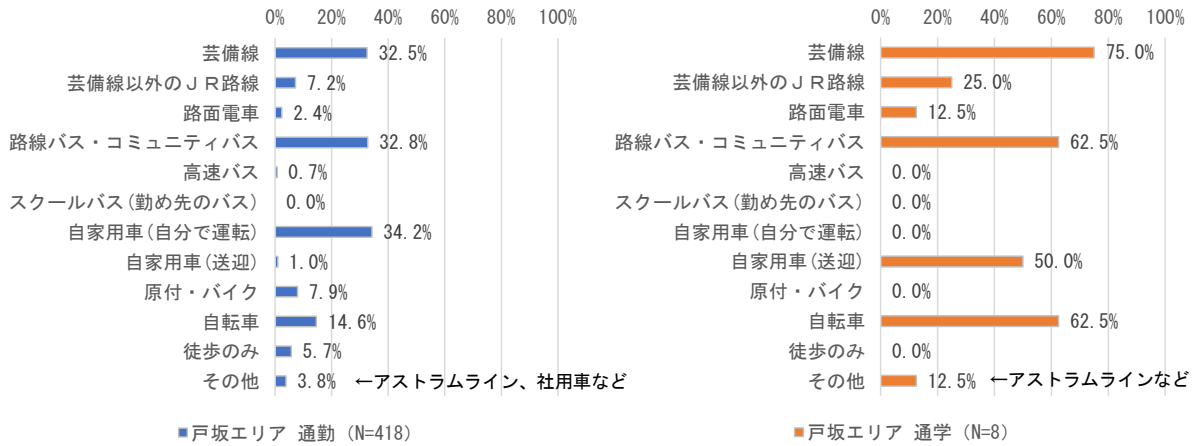 0% 20% 40% 60% 80% 100%
芸備線 32.5%
芸備線以外のJR路線 7.2%
路面電車 2.4%
路線バス・コミュニティバス 32.8%
高速バス 0.7%
スクールバス(勤め先のバス) 0.0%
自家用車(自分で運転) 34.2%
自家用車(送迎) 1.0%
原付・バイク 7.9%
自転車 14.6%
徒歩のみ 5.7%
その他 3.8% ←アストラムライン、社用車など
戸坂エリア 通勤 (N=418)
0% 20% 40% 60% 80% 100%
芸備線 75.0%
芸備線以外のJR路線 25.0%
路面電車 12.5%
路線バス・コミュニティバス 62.5%
高速バス 0.0%
スクールバス(勤め先のバス) 0.0%
自家用車(自分で運転) 0.0%
自家用車(送迎) 50.0%
原付・バイク 0.0%
自転車 62.5%
徒歩のみ 0.0%
その他 12.5% ←アストラムラインなど
戸坂エリア 通学 (N=8)